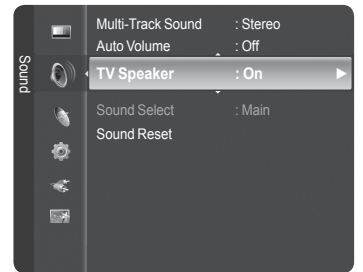 Sound
Multi-Track Sound : Stereo
Auto Volume : Off
TV Speaker : On
Sound Select : Main
Sound Reset